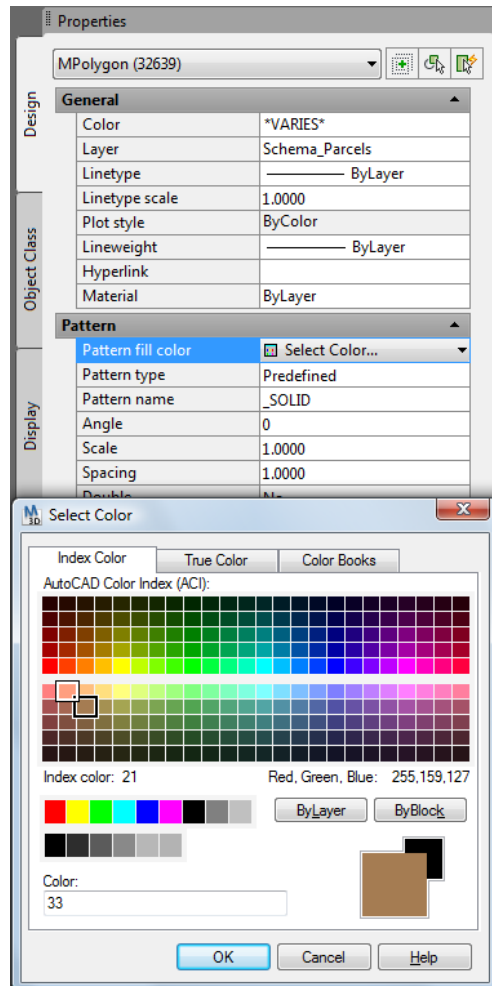 Properties
MPolygon (32639)
Design
General
Color *VARIES*
Layer Schema_Parcels
Linetype ByLayer
Linetype scale 1.0000
Plot style ByColor
Lineweight ByLayer
Hyperlink
Material ByLayer
Object Class
Pattern
Pattern fill color Select Color...
Pattern type Predefined
Pattern name _SOLID
Angle 0
Scale 1.0000
Spacing 1.0000
Double No
Display
M 3D Select Color
Index Color True Color Color Books
AutoCAD Color Index (ACI):
Index color: 21 Red, Green, Blue: 255,159,127
ByLayer ByBlock
Color:
33
OK Cancel Help